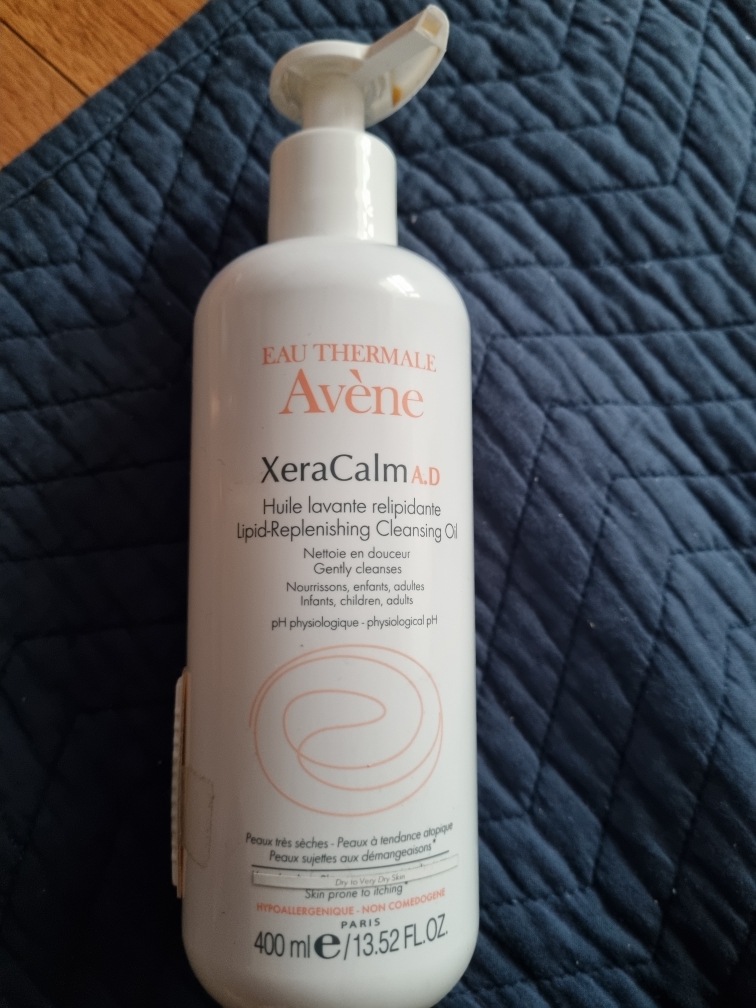 EAU THERMALE
Avène
XeraCalm A.D
Huile lavante relipidante
Lipid-Replenishing Cleansing Oil
Nettoie en douceur
Gently cleanses
Nourrissons, enfants, adultes
Infants, children, adults
pH physiologique - physiological pH
Peaux très sèches - Peaux à tendance atopique
Peaux sujettes aux démangeaisons*
Dry to Very Dry Skin
Skin prone to itching
HYPOALLERGENIQUE - NON COMEDOGENE
PARIS
400 ml e / 13.52 FL.OZ.